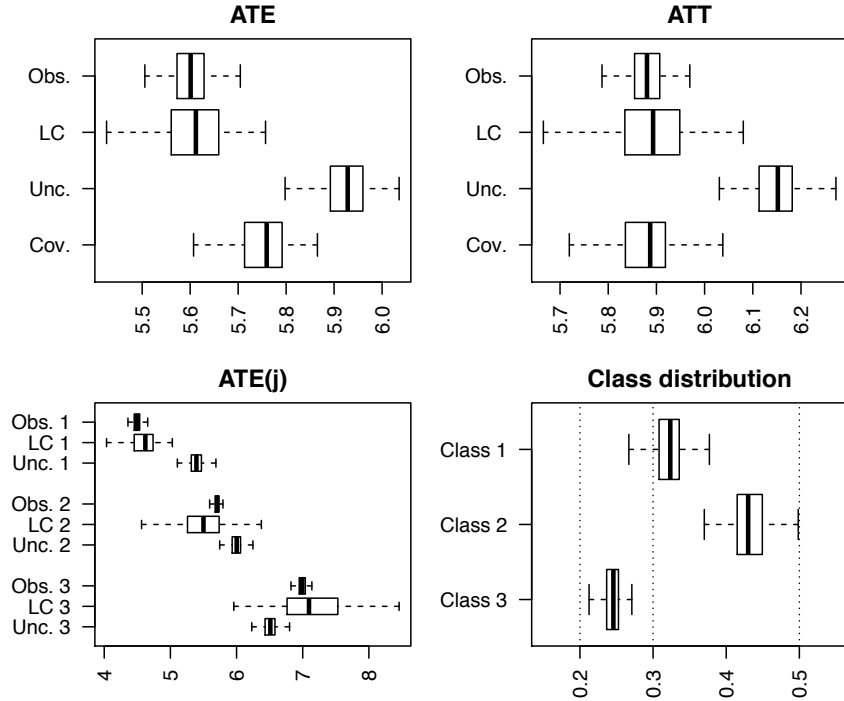 ATE
Obs.
LC
Unc.
Cov.
5.5 5.6 5.7 5.8 5.9 6.0
ATT
Obs.
LC
Unc.
Cov.
5.7 5.8 5.9 6.0 6.1 6.2
ATE(j)
Obs. 1
LC 1
Unc. 1
Obs. 2
LC 2
Unc. 2
Obs. 3
LC 3
Unc. 3
4 5 6 7 8
Class distribution
Class 1
Class 2
Class 3
0.2 0.3 0.4 0.5